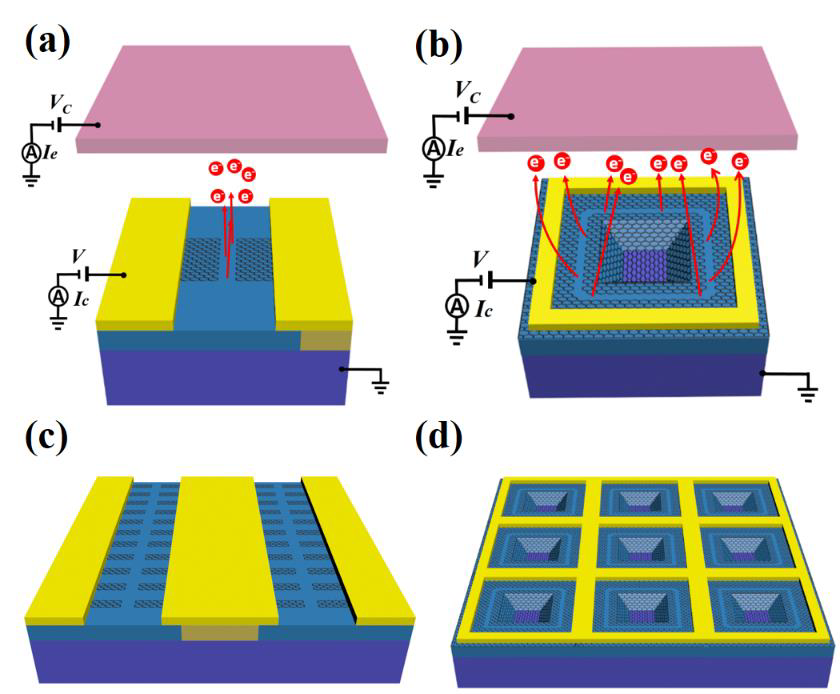 (a)
(b)
V_C
V_C
A I_e
A I_e
e⁻ e⁻ e⁻
e⁻ e⁻
e⁻ e⁻ e⁻ e⁻ e⁻ e⁻ e⁻ e⁻
V
V
A I_c
A I_c
(c)
(d)